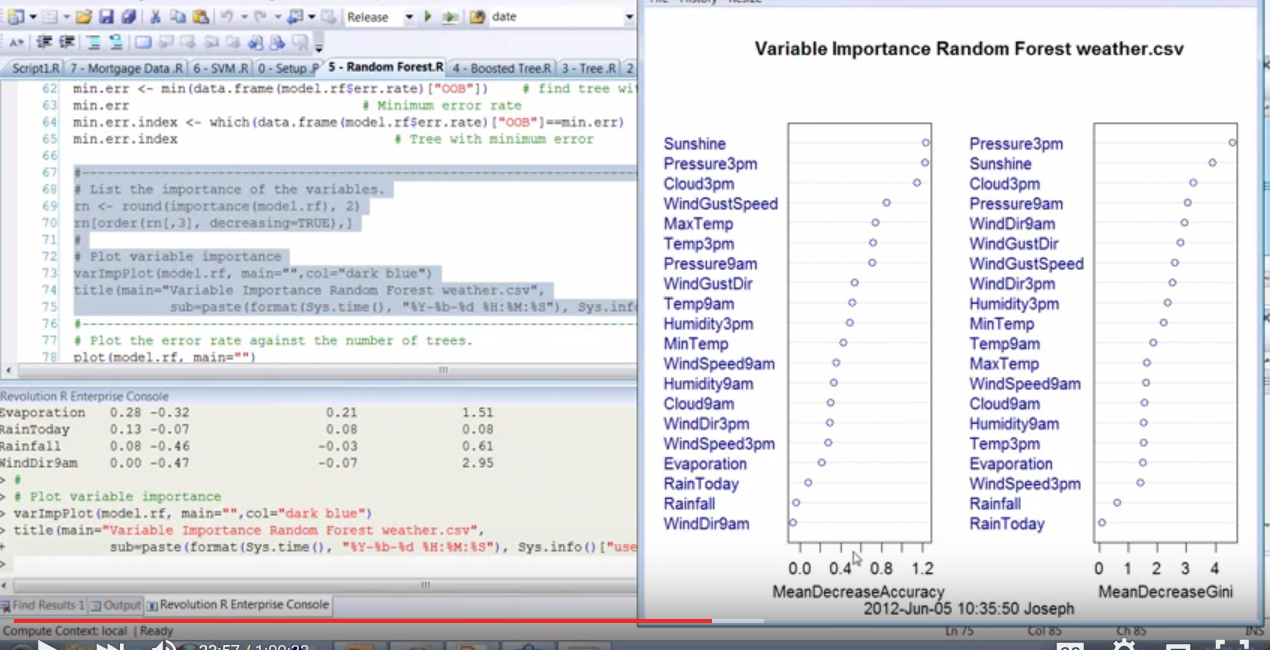 Release
date
Script1.R 7 - Mortgage Data .R 6 - SVM .R 0 - Setup .R 5 - Random Forest.R 4 - Boosted Tree.R 3 - Tree .R 2
62 min.err <- min(data.frame(model.rf$err.rate)["OOB"]) # find tree
63 min.err # Minimum error rate
64 min.err.index <- which(data.frame(model.rf$err.rate)["OOB"]==min.err)
65 min.err.index # Tree with minimum error
66
67 #--------------------------------------------------------------------
68 # List the importance of the variables.
69 rn <- round(importance(model.rf), 2)
70 rn[order(rn[,3], decreasing=TRUE),]
71 #
72 # Plot variable importance
73 varImpPlot(model.rf, main="",col="dark blue")
74 title(main="Variable Importance Random Forest weather.csv",
75 sub=paste(format(Sys.time(), "%Y-%b-%d %H:%M:%S"), Sys.info
76 #--------------------------------------------------------------------
77 # Plot the error rate against the number of trees.
78 plot(model.rf, main="")
Revolution R Enterprise Console
Evaporation 0.28 -0.32 0.21 1.51
RainToday 0.13 -0.07 0.08 0.08
Rainfall 0.08 -0.46 -0.03 0.61
WindDir9am 0.00 -0.47 -0.07 2.95
> #
> # Plot variable importance
> varImpPlot(model.rf, main="",col="dark blue")
> title(main="Variable Importance Random Forest weather.csv",
+ sub=paste(format(Sys.time(), "%Y-%b-%d %H:%M:%S"), Sys.info()["use
>
Find Results 1 Output Revolution R Enterprise Console
Compute Context: local | Ready
Ln 75 Col 85 Ch 85 INS
File History Resize
Variable Importance Random Forest weather.csv
Sunshine
Pressure3pm
Cloud3pm
WindGustSpeed
MaxTemp
Temp3pm
Pressure9am
WindGustDir
Temp9am
Humidity3pm
MinTemp
WindSpeed9am
Humidity9am
Cloud9am
WindDir3pm
WindSpeed3pm
Evaporation
RainToday
Rainfall
WindDir9am
0.0 0.4 0.8 1.2
MeanDecreaseAccuracy
Pressure3pm
Sunshine
Cloud3pm
Pressure9am
WindDir9am
WindGustDir
WindGustSpeed
WindDir3pm
Humidity3pm
MinTemp
Temp9am
MaxTemp
WindSpeed9am
Cloud9am
Humidity9am
Temp3pm
Evaporation
WindSpeed3pm
Rainfall
RainToday
0 1 2 3 4
MeanDecreaseGini
2012-Jun-05 10:35:50 Joseph